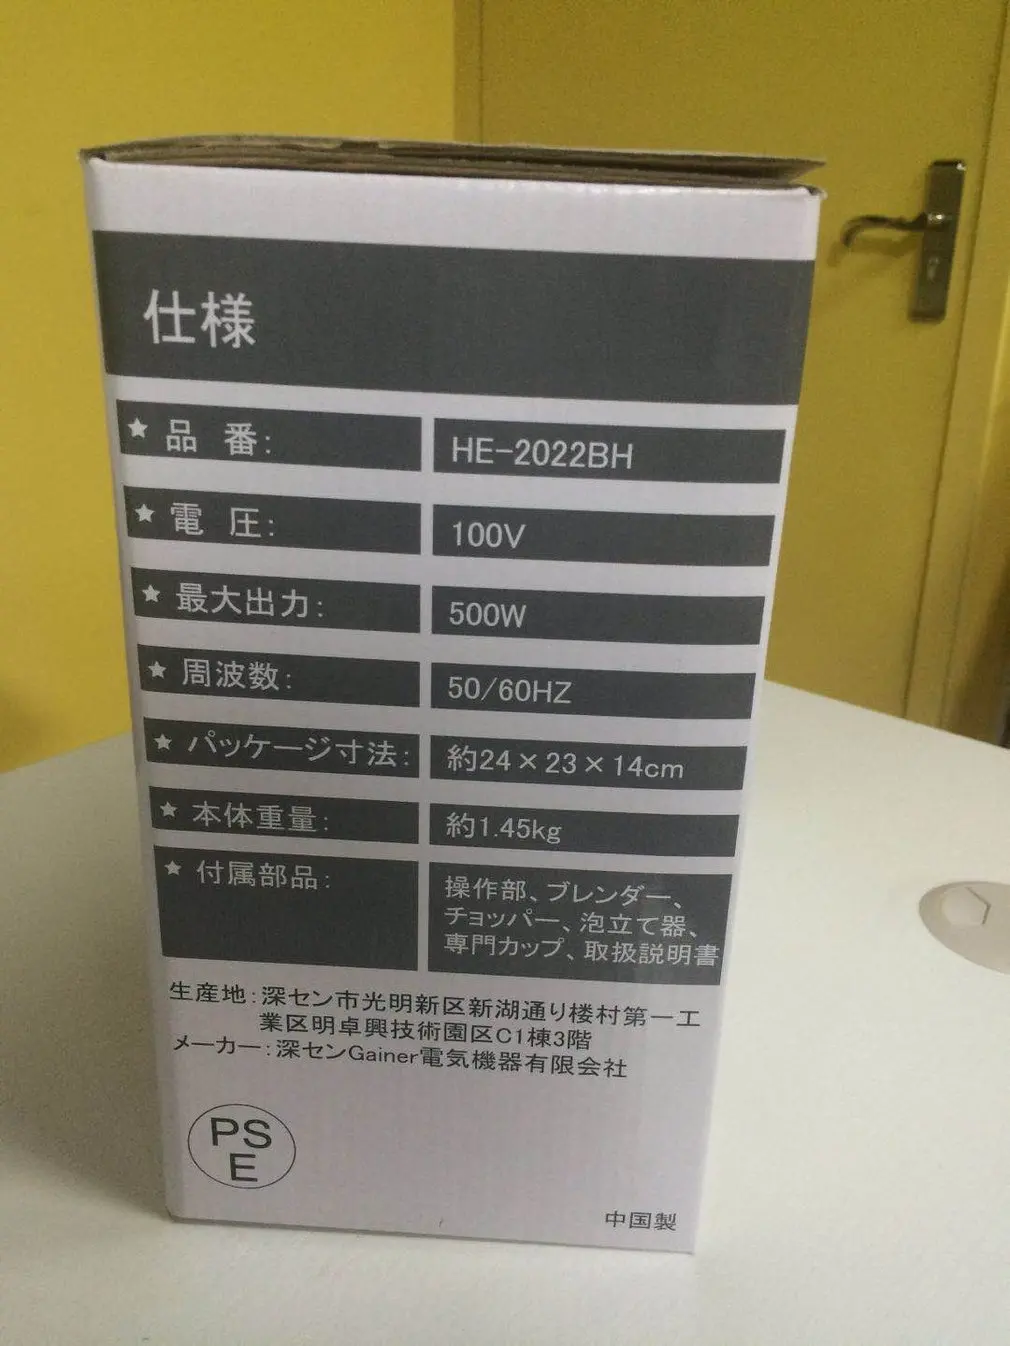 仕様
★ 品 番: HE-2022BH
★ 電 圧: 100V
★ 最大出力: 500W
★ 周波数: 50/60HZ
★ パッケージ寸法: 約24×23×14cm
★ 本体重量: 約1.45kg
★ 付属部品: 操作部、ブレンダー、
チョッパー、泡立て器、
専門カップ、取扱説明書
生産地:深セン市光明新区新湖通り楼村第一工
業区明卓興技術園区C1棟3階
メーカー:深センGainer電気機器有限会社
PS
E
中国製